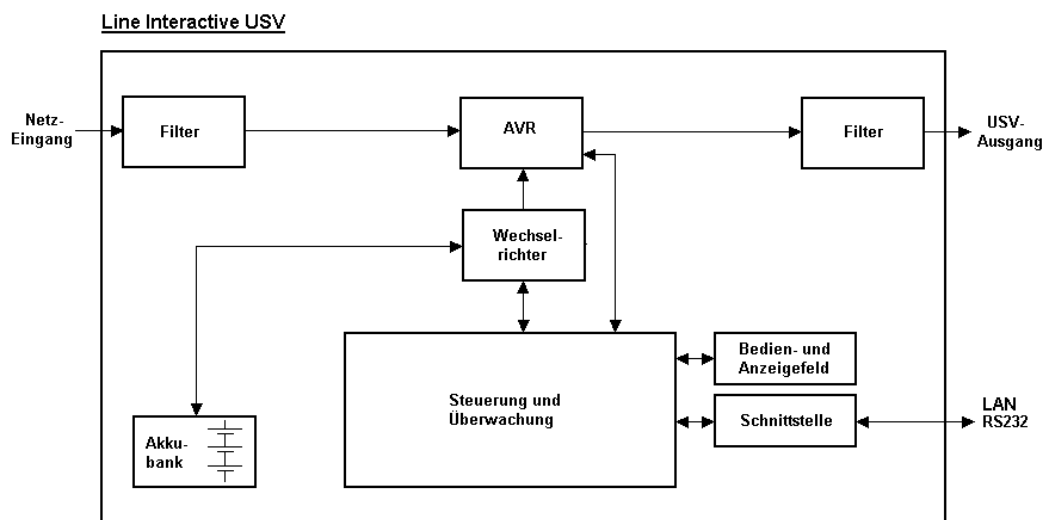 Line Interactive USV
Netz-
Eingang
Filter
AVR
Filter
USV-
Ausgang
Wechsel-
richter
Steuerung und
Überwachung
Bedien- und
Anzeigefeld
Schnittstelle
LAN
RS232
Akku-
bank